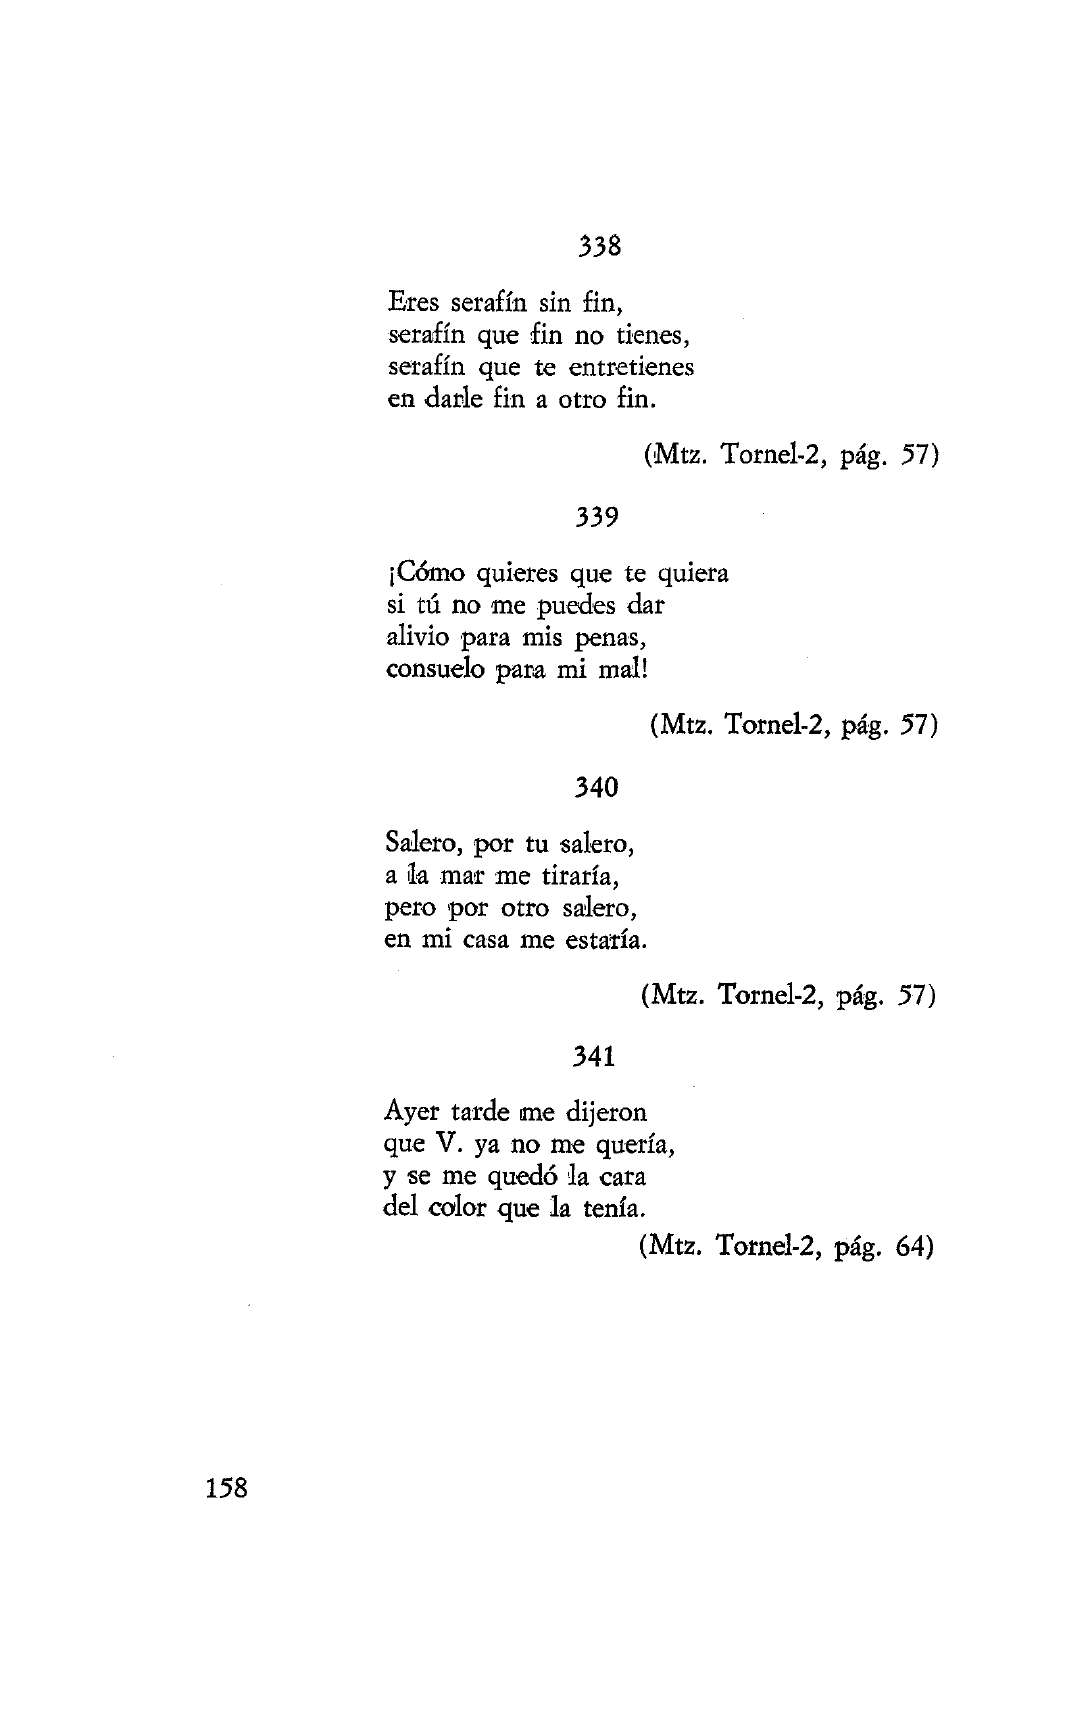 338
Eres serafín sin fin,
serafín que fin no tienes,
serafín que te entretienes
en darle fin a otro fin.
(Mtz. Tornel-2, pág. 57)
339
¡Cómo quieres que te quiera
si tú no me puedes dar
alivio para mis penas,
consuelo para mi mal!
(Mtz. Tornel-2, pág. 57)
340
Salero, por tu salero,
a la mar me tiraría,
pero por otro salero,
en mi casa me estaría.
(Mtz. Tornel-2, pág. 57)
341
Ayer tarde me dijeron
que V. ya no me quería,
y se me quedó la cara
del color que la tenía.
(Mtz. Tornel-2, pág. 64)
158